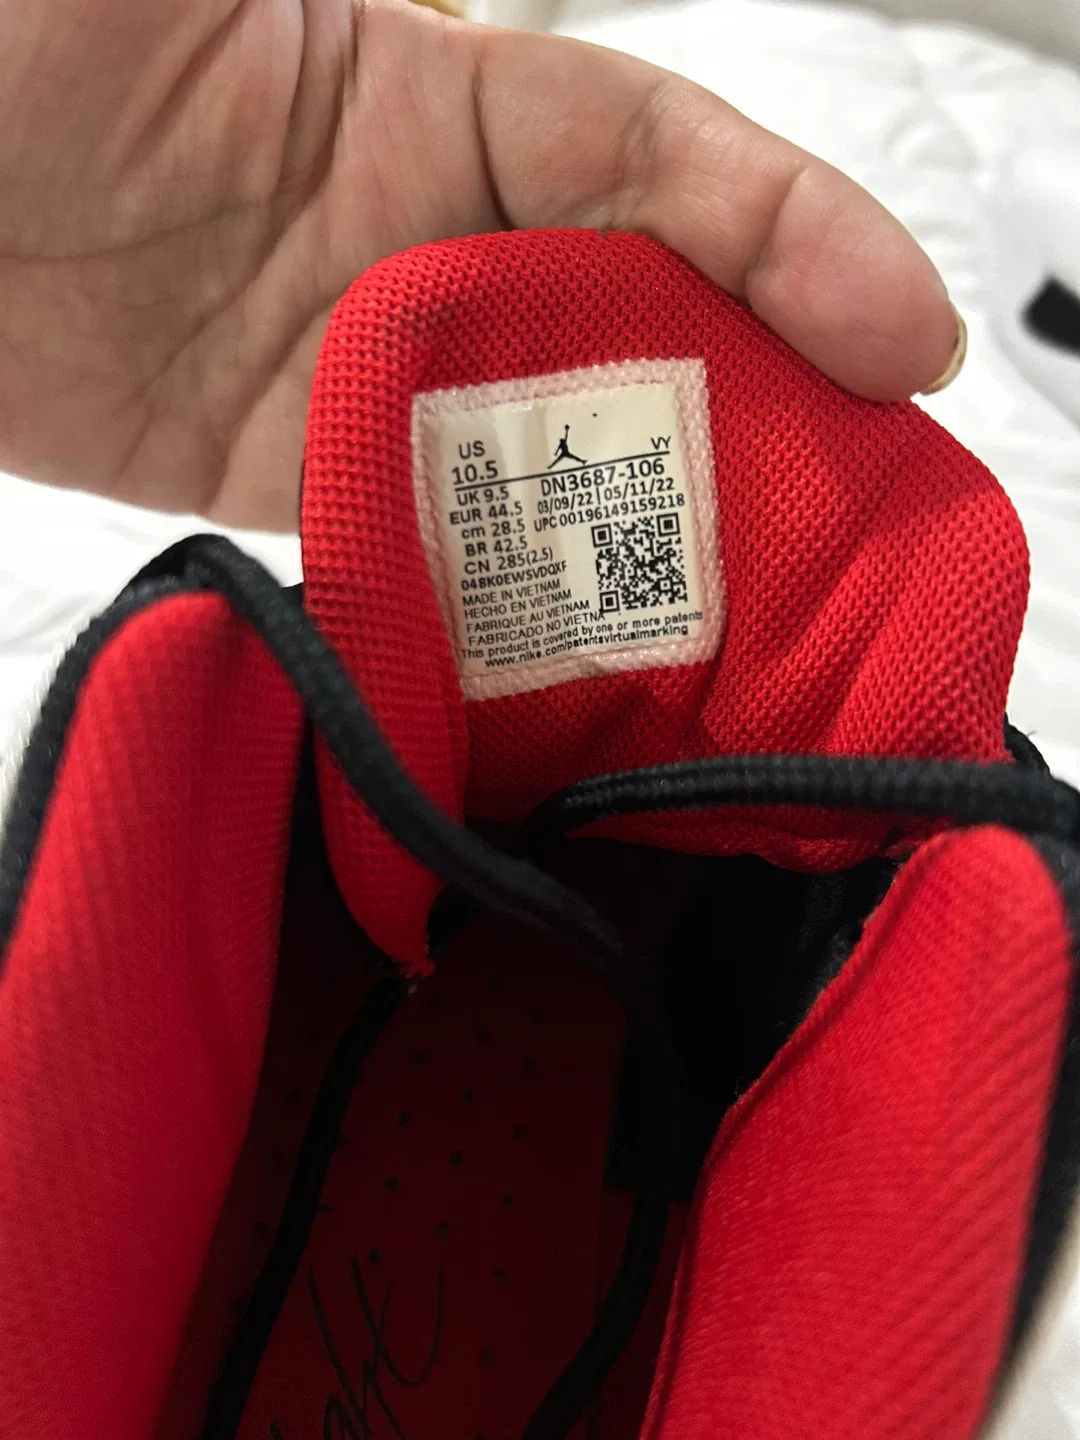 US
10.5
VY
UK 9.5
DN3687-106
EUR 44.5
03/09/22 | 05/11/22
cm 28.5
UPC 00196149159218
BR 42.5
CN 285(2.5)
048K0EWSVDQXF
MADE IN VIETNAM
HECHO EN VIETNAM
FABRIQUE AU VIETNAM
FABRICADO NO VIETNA
This product is covered by one or more patents
www.nike.com/patentsvirtualmarking